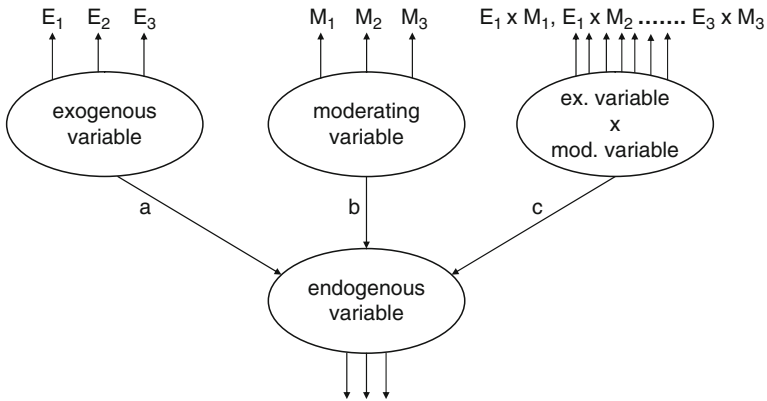 E₁ E₂ E₃
M₁ M₂ M₃
E₁ x M₁, E₁ x M₂ ....... E₃ x M₃
exogenous
variable
moderating
variable
ex. variable
x
mod. variable
a
b
c
endogenous
variable